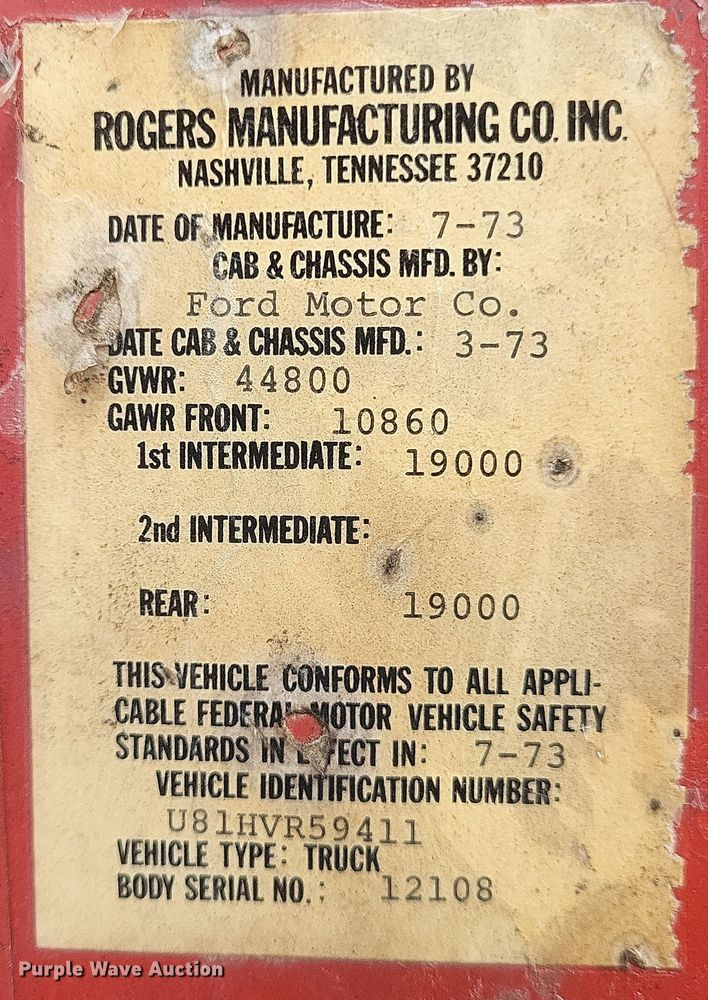 MANUFACTURED BY
ROGERS MANUFACTURING CO. INC.
NASHVILLE, TENNESSEE 37210
DATE OF MANUFACTURE: 7-73
CAB & CHASSIS MFD. BY:
Ford Motor Co.
DATE CAB & CHASSIS MFD.: 3-73
GVWR: 44800
GAWR FRONT: 10860
1st INTERMEDIATE: 19000
2nd INTERMEDIATE:
REAR: 19000
THIS VEHICLE CONFORMS TO ALL APPLI-
CABLE FEDERAL MOTOR VEHICLE SAFETY
STANDARDS IN EFFECT IN: 7-73
VEHICLE IDENTIFICATION NUMBER:
U81HVR59411
VEHICLE TYPE: TRUCK
BODY SERIAL NO.: 12108
Purple Wave Auction